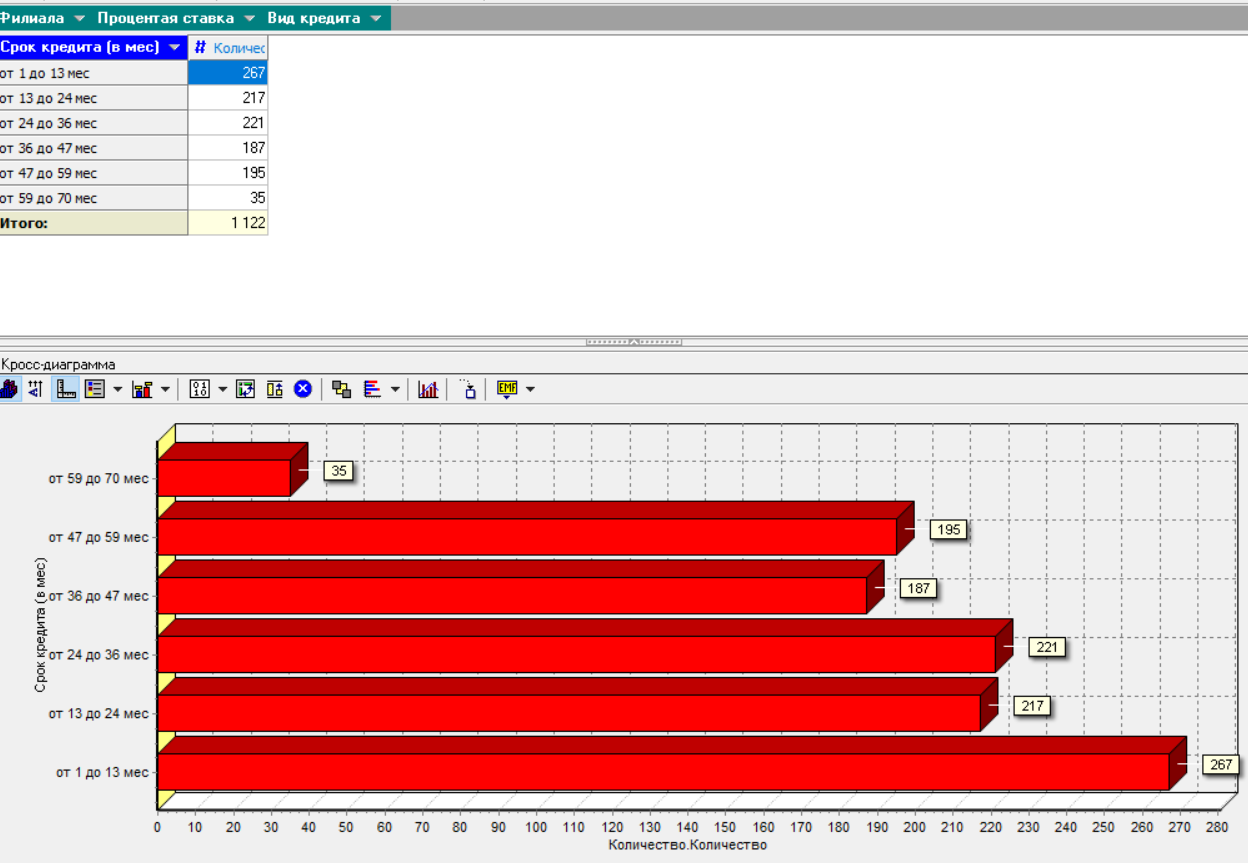 Филиала Процентая ставка Вид кредита
Срок кредита (в мес) # Количес
от 1 до 13 мес 267
от 13 до 24 мес 217
от 24 до 36 мес 221
от 36 до 47 мес 187
от 47 до 59 мес 195
от 59 до 70 мес 35
Итого: 1 122
Кросс-диаграмма
EMF
от 59 до 70 мес 35
от 47 до 59 мес 195
от 36 до 47 мес 187
от 24 до 36 мес 221
от 13 до 24 мес 217
от 1 до 13 мес 267
Срок кредита (в мес)
0 10 20 30 40 50 60 70 80 90 100 110 120 130 140 150 160 170 180 190 200 210 220 230 240 250 260 270 280
Количество.Количество